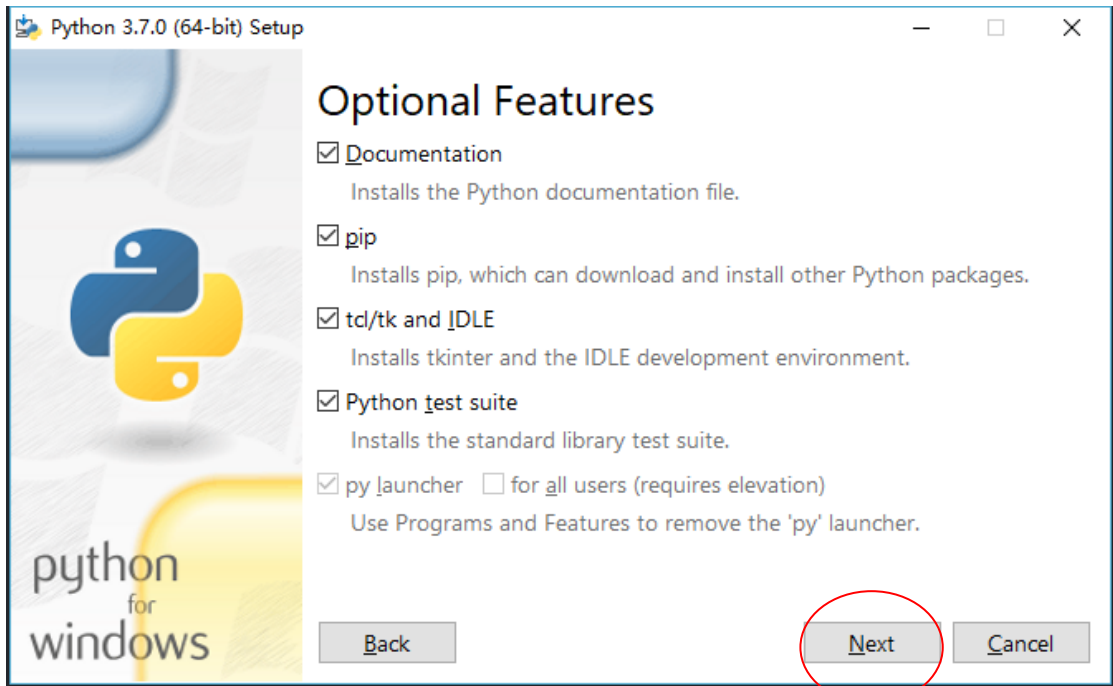 Python 3.7.0 (64-bit) Setup
Optional Features
Documentation
Installs the Python documentation file.
pip
Installs pip, which can download and install other Python packages.
tcl/tk and IDLE
Installs tkinter and the IDLE development environment.
Python test suite
Installs the standard library test suite.
py launcher for all users (requires elevation)
Use Programs and Features to remove the 'py' launcher.
python
for
windows
Back Next Cancel